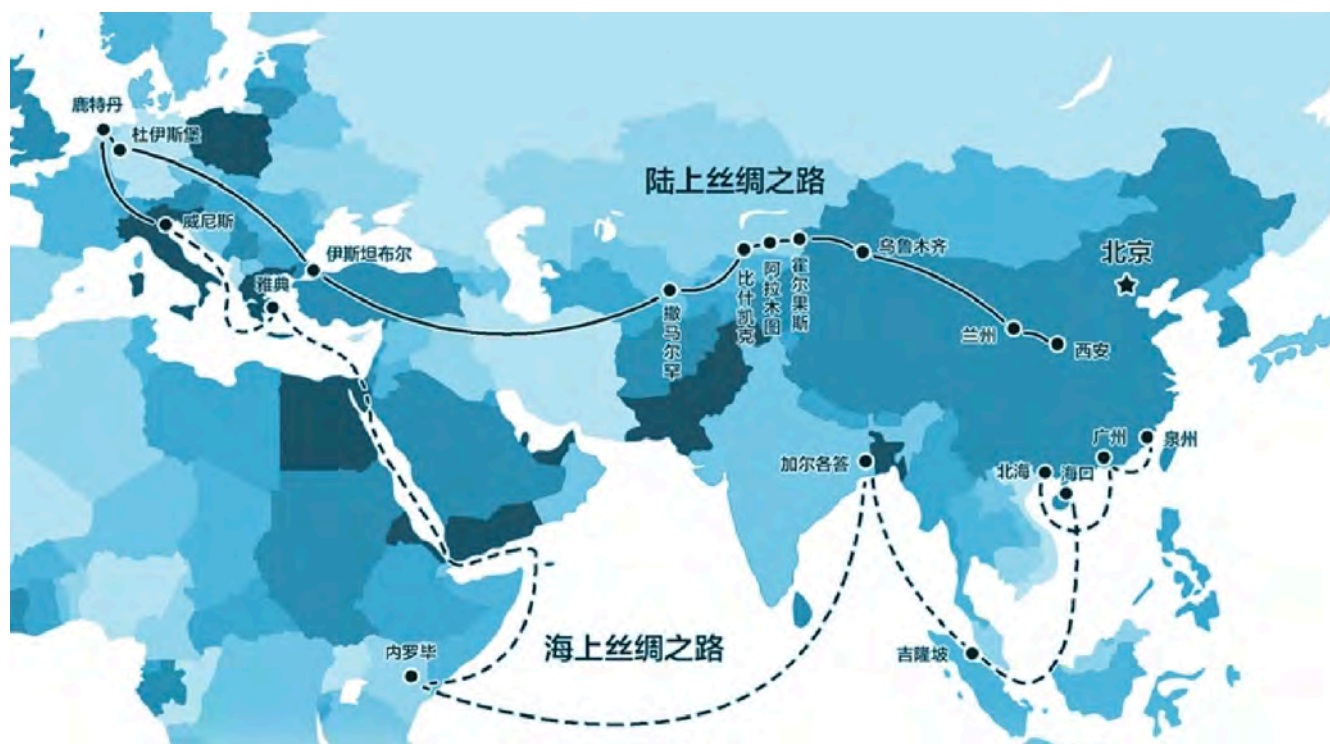 鹿特丹
杜伊斯堡
陆上丝绸之路
威尼斯
伊斯坦布尔
雅典
撒马尔罕
比什凯克
阿拉木图
霍尔果斯
乌鲁木齐
北京
兰州
西安
加尔各答
北海
海口
广州
泉州
内罗毕
海上丝绸之路
吉隆坡